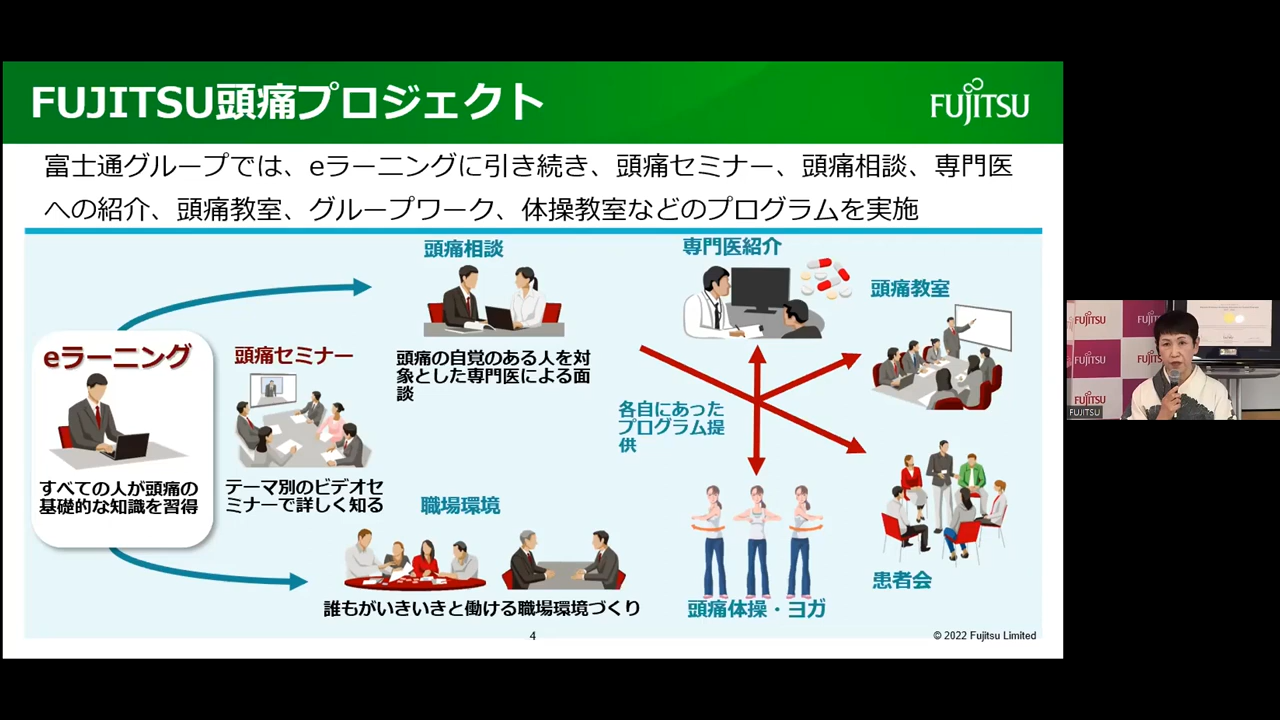 FUJITSU頭痛プロジェクト
FUJITSU
富士通グループでは、eラーニングに引き続き、頭痛セミナー、頭痛相談、専門医
への紹介、頭痛教室、グループワーク、体操教室などのプログラムを実施
頭痛相談
専門医紹介
頭痛教室
eラーニング
頭痛セミナー
頭痛の自覚のある人を対
象とした専門医による面
談
各自にあった
プログラム提
供
すべての人が頭痛の
基礎的な知識を習得
テーマ別のビデオセ
ミナーで詳しく知る
職場環境
患者会
誰もがいきいきと働ける職場環境づくり
頭痛体操・ヨガ
4
© 2022 Fujitsu Limited
FUJITSU
FUJITSU
FUJITSU
FUJITSU
FUJITSU
FUJITSU